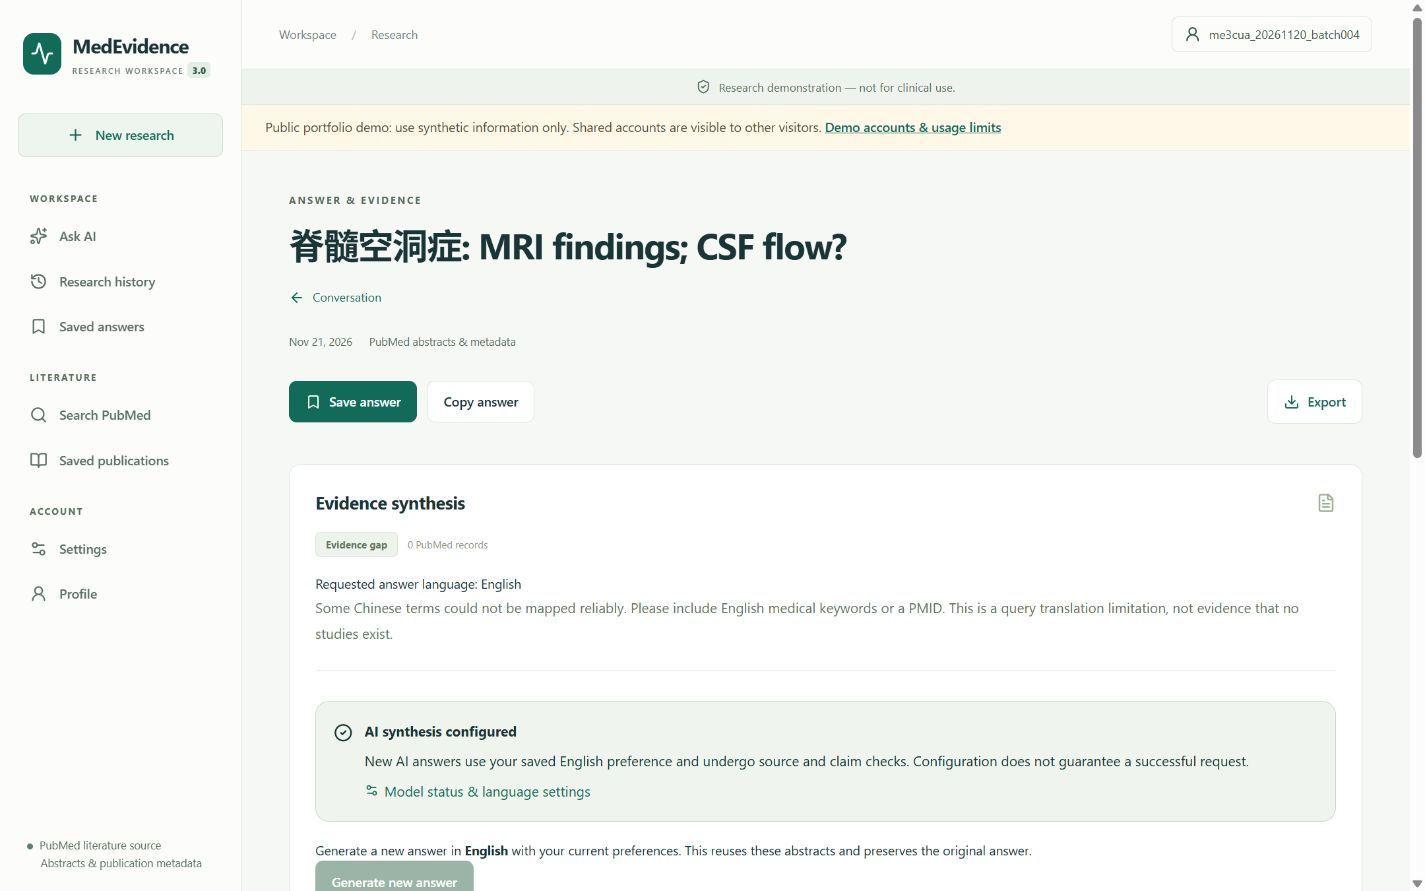 MedEvidence
RESEARCH WORKSPACE 3.0
New research
WORKSPACE
Ask AI
Research history
Saved answers
LITERATURE
Search PubMed
Saved publications
ACCOUNT
Settings
Profile
PubMed literature source
Abstracts & publication metadata
Workspace / Research
me3cua_20261120_batch004
Research demonstration — not for clinical use.
Public portfolio demo: use synthetic information only. Shared accounts are visible to other visitors. Demo accounts & usage limits
ANSWER & EVIDENCE
脊髓空洞症: MRI findings; CSF flow?
Conversation
Nov 21, 2026 PubMed abstracts & metadata
Save answer
Copy answer
Export
Evidence synthesis
Evidence gap 0 PubMed records
Requested answer language: English
Some Chinese terms could not be mapped reliably. Please include English medical keywords or a PMID. This is a query translation limitation, not evidence that no
studies exist.
AI synthesis configured
New AI answers use your saved English preference and undergo source and claim checks. Configuration does not guarantee a successful request.
Model status & language settings
Generate a new answer in English with your current preferences. This reuses these abstracts and preserves the original answer.
Generate new answer